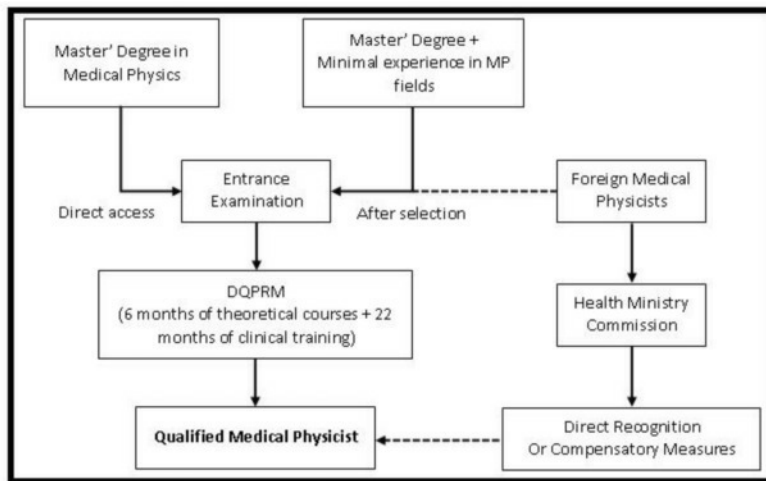 Master' Degree in
Medical Physics
Master' Degree +
Minimal experience in MP
fields
Entrance
Examination
Direct access
After selection
Foreign Medical
Physicists
DQPRM
(6 months of theoretical courses + 22
months of clinical training)
Health Ministry
Commission
Qualified Medical Physicist
Direct Recognition
Or Compensatory Measures